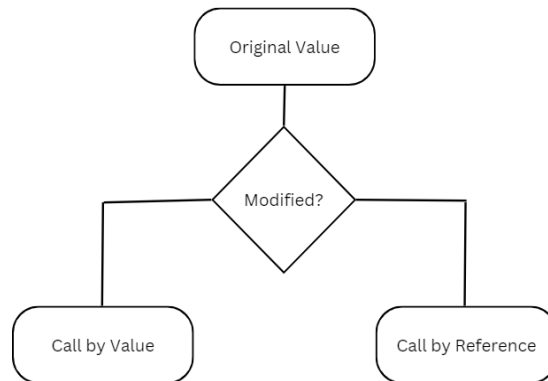 Original Value
Modified?
Call by Value
Call by Reference